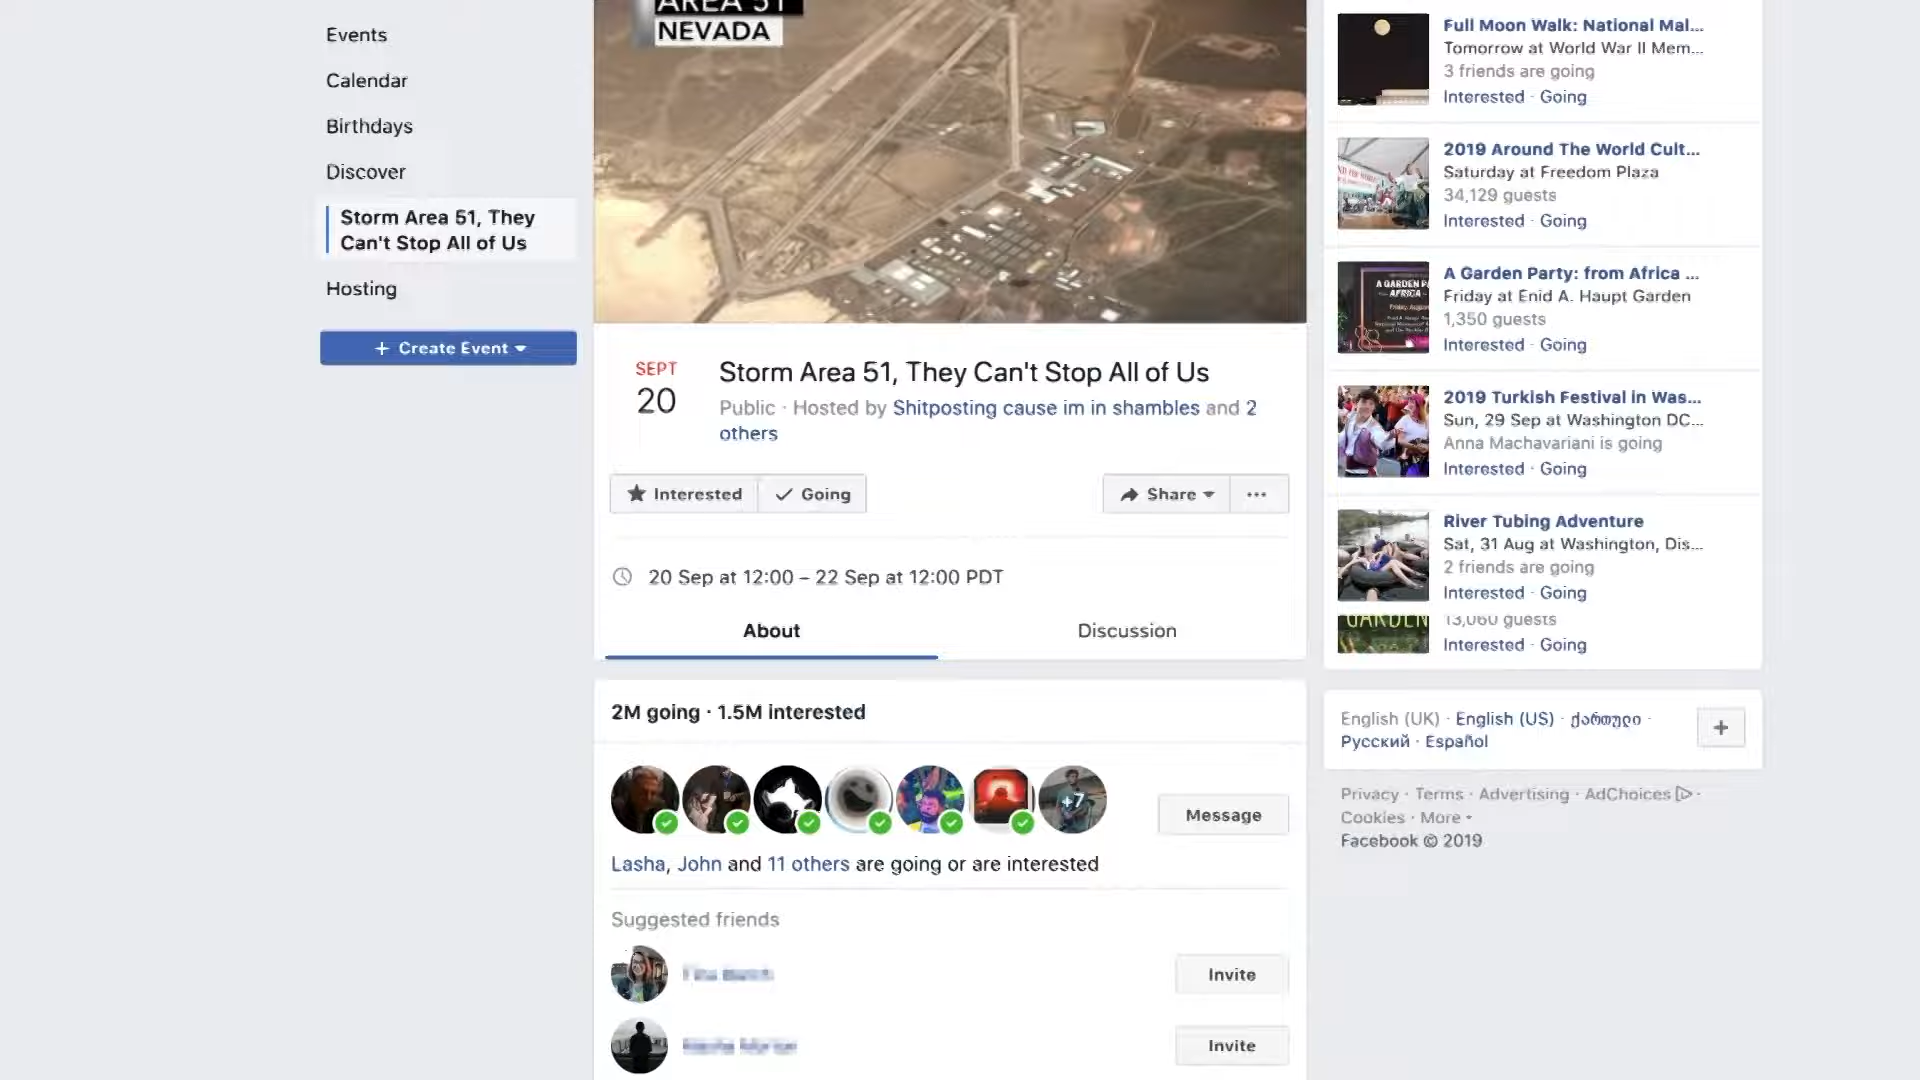 Events
Calendar
Birthdays
Discover
Storm Area 51, They
Can't Stop All of Us
Hosting
+ Create Event
AREA 51
NEVADA
SEPT
20
Storm Area 51, They Can't Stop All of Us
Public · Hosted by Shitposting cause im in shambles and 2
others
Interested
Going
Share
20 Sep at 12:00 – 22 Sep at 12:00 PDT
About
Discussion
2M going · 1.5M interested
+7
Message
Lasha, John and 11 others are going or are interested
Suggested friends
Invite
Invite
Full Moon Walk: National Mal...
Tomorrow at World War II Mem...
3 friends are going
Interested · Going
2019 Around The World Cult...
Saturday at Freedom Plaza
34,129 guests
Interested · Going
A Garden Party: from Africa ...
Friday at Enid A. Haupt Garden
1,350 guests
Interested · Going
2019 Turkish Festival in Was...
Sun, 29 Sep at Washington DC...
Anna Machavariani is going
Interested · Going
River Tubing Adventure
Sat, 31 Aug at Washington, Dis...
2 friends are going
Interested · Going
GARDEN
13,060 guests
Interested · Going
English (UK) · English (US) · ქართული ·
Русский · Español
+
Privacy · Terms · Advertising · AdChoices ·
Cookies · More
Facebook © 2019